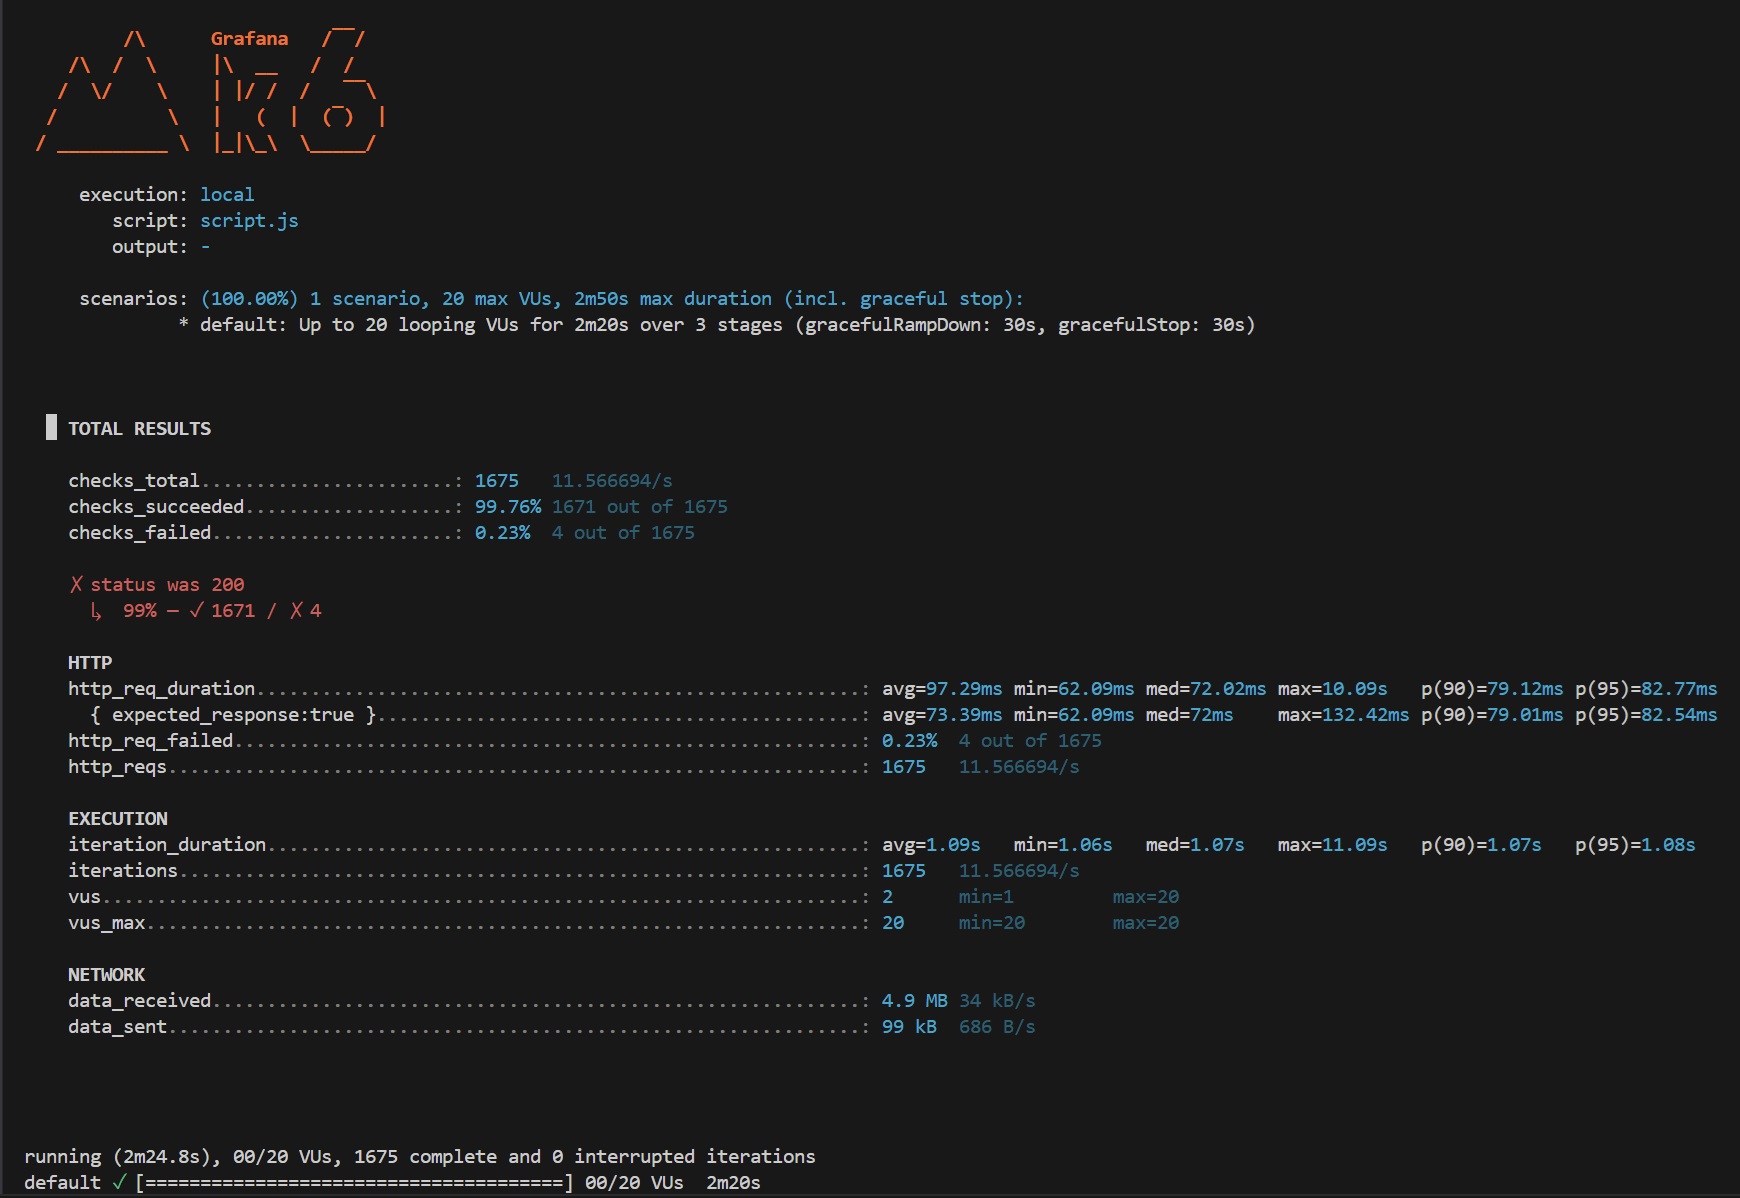 /\      Grafana   /‾‾/
     /\  /  \     |\  __   /  /
    /  \/    \    | |/ /  /   ‾‾\
   /          \   |   (  |  (‾)  |
  / __________ \  |_|\_\  \_____/
execution: local
script: script.js
output: -
scenarios: (100.00%) 1 scenario, 20 max VUs, 2m50s max duration (incl. graceful stop):
* default: Up to 20 looping VUs for 2m20s over 3 stages (gracefulRampDown: 30s, gracefulStop: 30s)
█ TOTAL RESULTS
checks_total.......................: 1675   11.566694/s
checks_succeeded...................: 99.76% 1671 out of 1675
checks_failed......................: 0.23%  4 out of 1675
✗ status was 200
↳  99% — ✓ 1671 / ✗ 4
HTTP
http_req_duration.......................................................: avg=97.29ms min=62.09ms med=72.02ms max=10.09s   p(90)=79.12ms p(95)=82.77ms
{ expected_response:true }............................................: avg=73.39ms min=62.09ms med=72ms    max=132.42ms p(90)=79.01ms p(95)=82.54ms
http_req_failed.........................................................: 0.23%  4 out of 1675
http_reqs...............................................................: 1675   11.566694/s
EXECUTION
iteration_duration......................................................: avg=1.09s   min=1.06s   med=1.07s   max=11.09s   p(90)=1.07s   p(95)=1.08s
iterations..............................................................: 1675   11.566694/s
vus.....................................................................: 2      min=1         max=20
vus_max.................................................................: 20     min=20        max=20
NETWORK
data_received...........................................................: 4.9 MB 34 kB/s
data_sent...............................................................: 99 kB  686 B/s
running (2m24.8s), 00/20 VUs, 1675 complete and 0 interrupted iterations
default ✓ [======================================] 00/20 VUs  2m20s